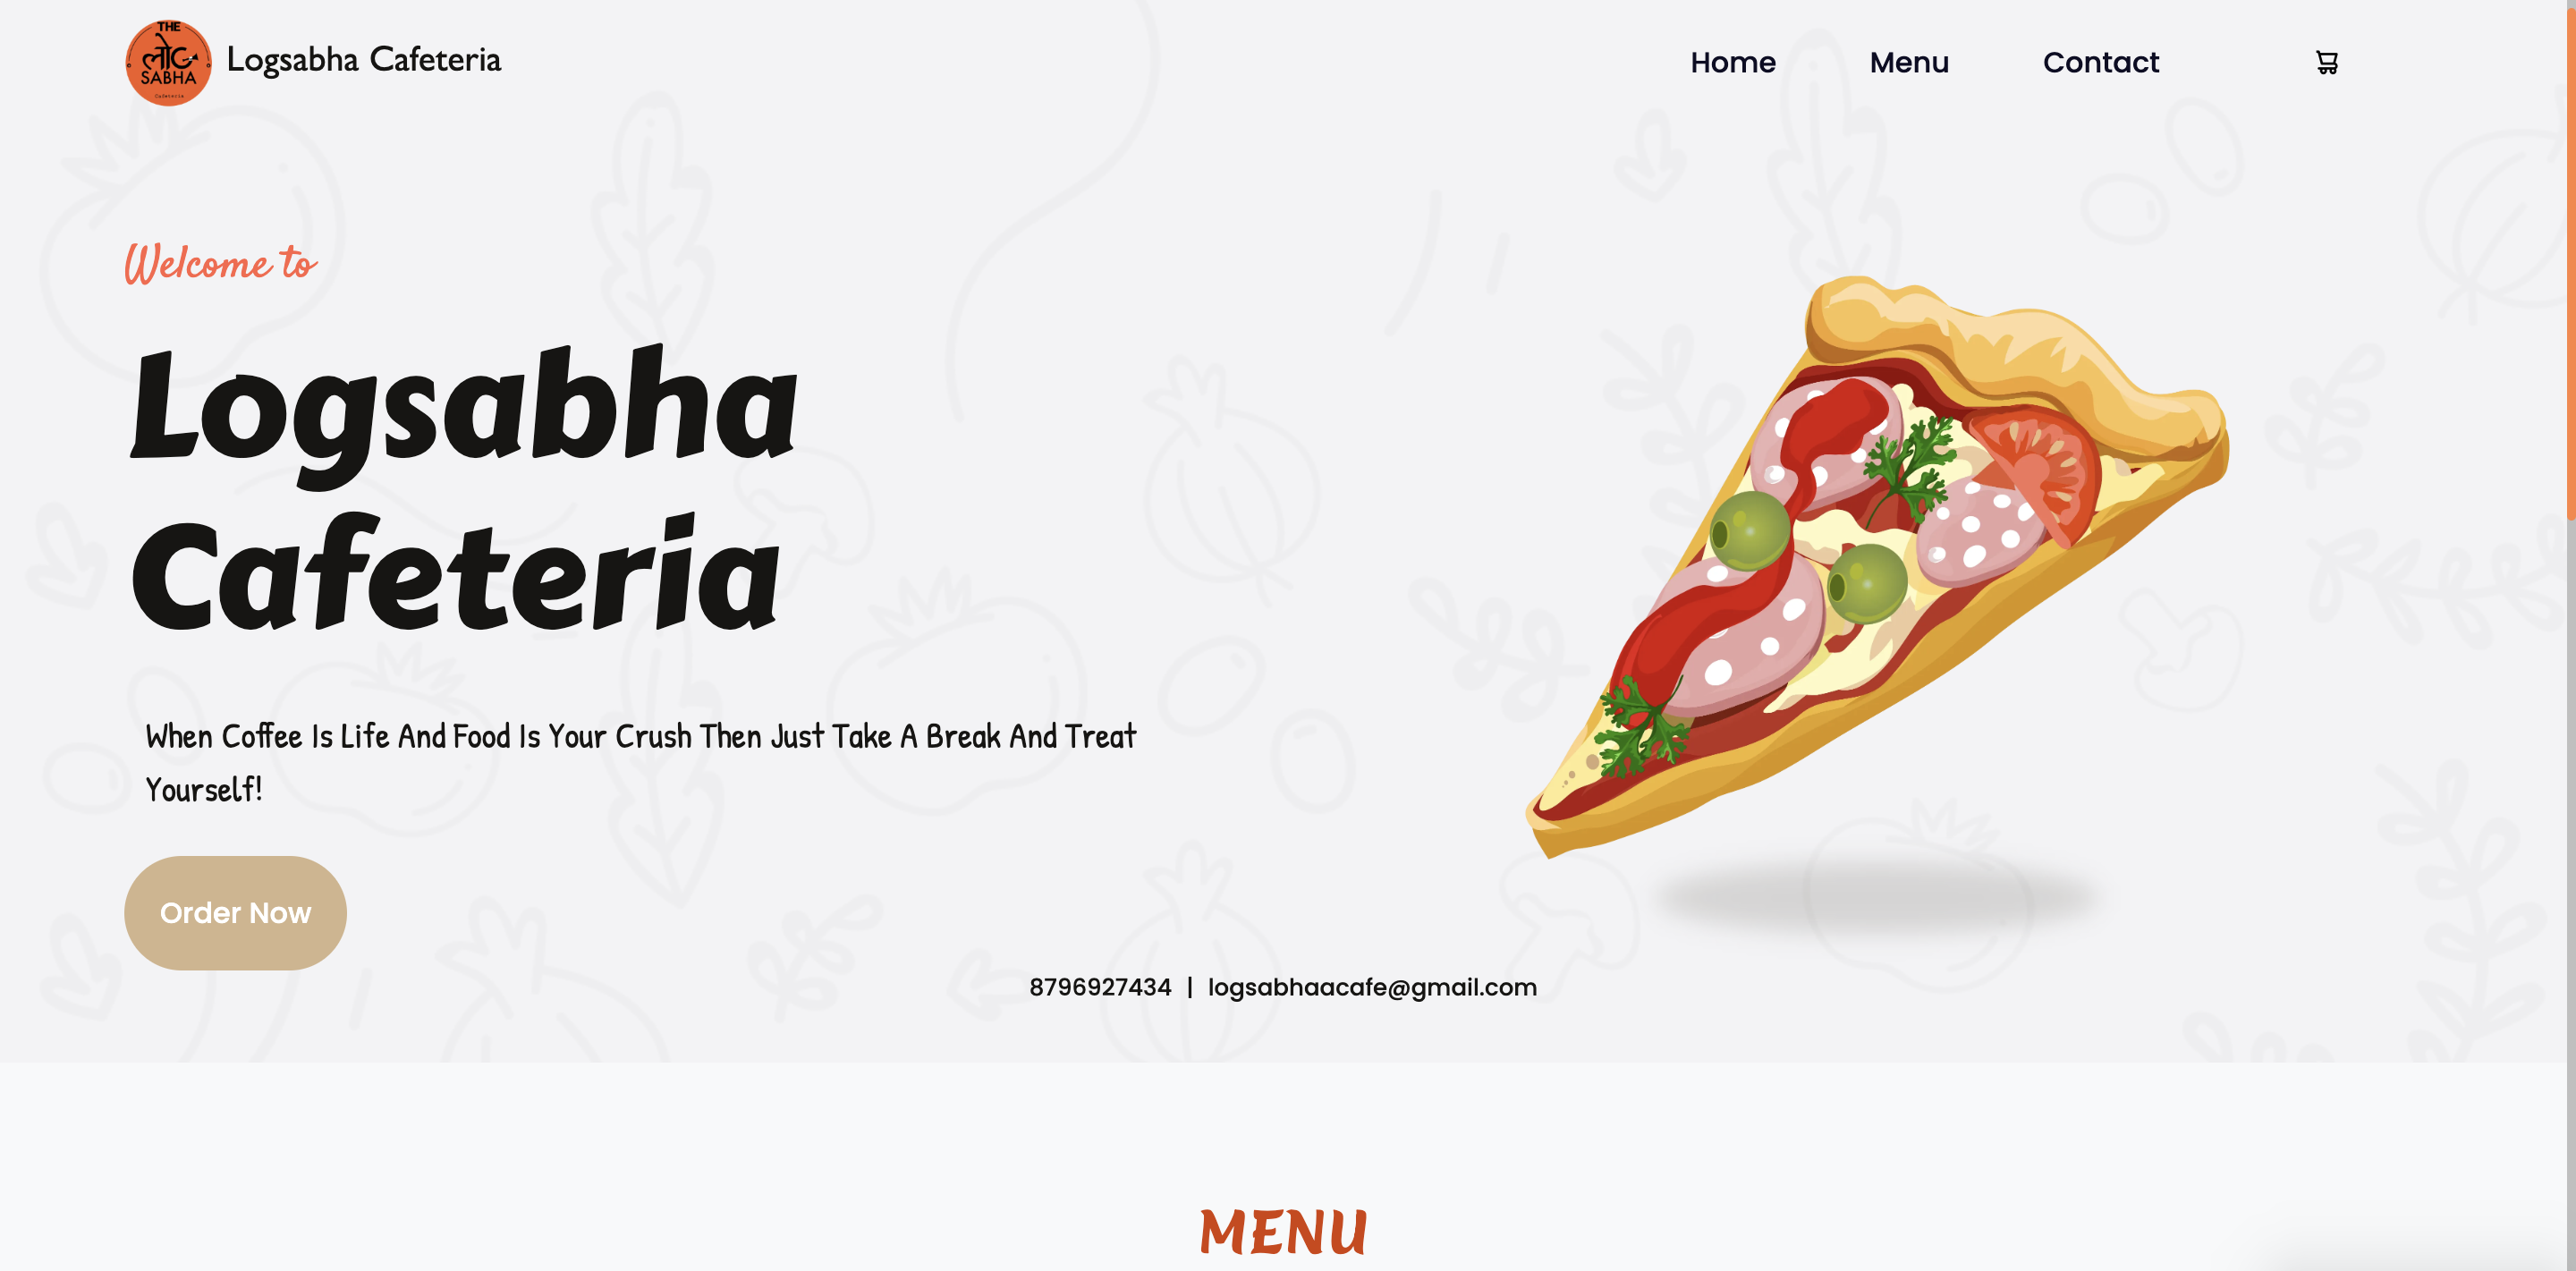 THE
लोग
SABHA
Cafeteria
Logsabha Cafeteria
Home
Menu
Contact
Welcome to
Logsabha
Cafeteria
When Coffee Is Life And Food Is Your Crush Then Just Take A Break And Treat
Yourself!
Order Now
8796927434 | logsabhaacafe@gmail.com
MENU